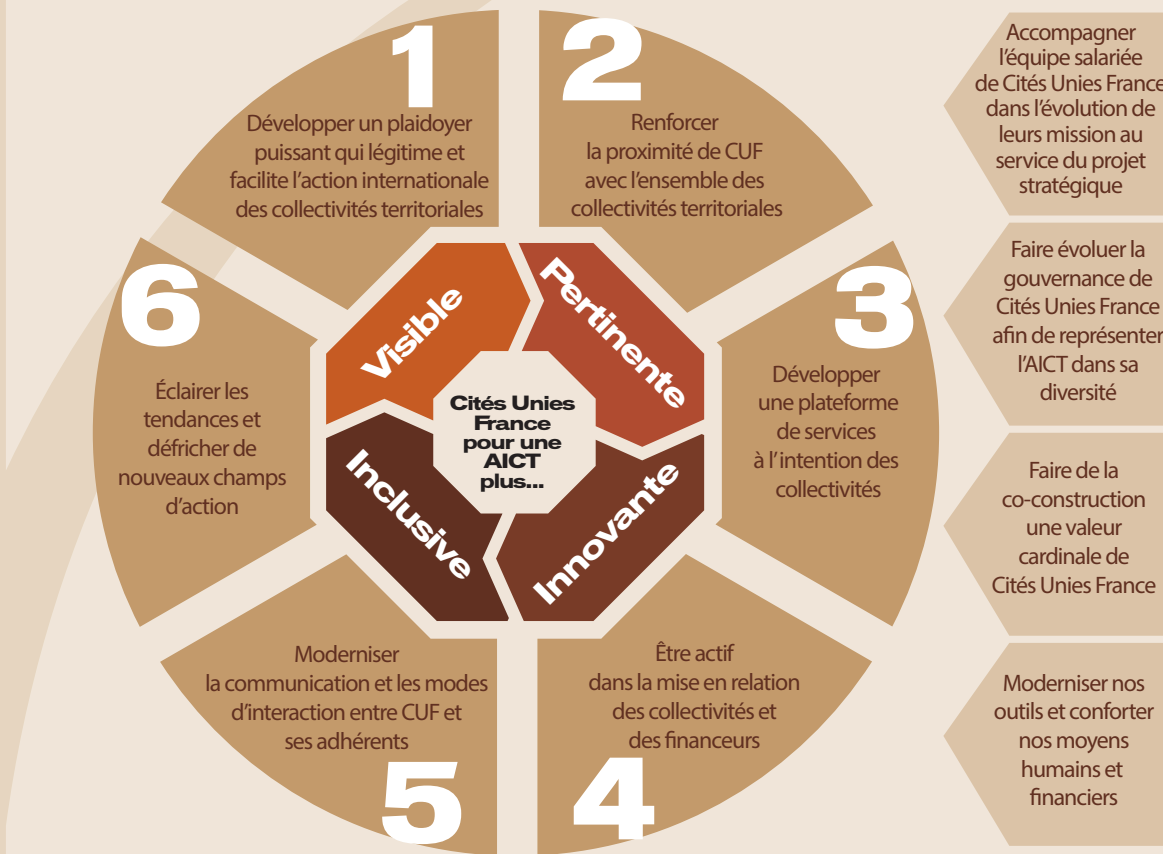 1
Développer un plaidoyer
puissant qui légitime et
facilite l'action internationale
des collectivités territoriales
2
Renforcer
la proximité de CUF
avec l'ensemble des
collectivités territoriales
3
Développer
une plateforme
de services
à l'intention des
collectivités
4
Être actif
dans la mise en relation
des collectivités et
des financeurs
5
Moderniser
la communication et les modes
d'interaction entre CUF et
ses adhérents
6
Éclairer les
tendances et
défricher de
nouveaux champs
d'action
Visible
Pertinente
Innovante
Inclusive
Cités Unies
France
pour une
AICT
plus...
Accompagner
l'équipe salariée
de Cités Unies France
dans l'évolution de
leurs mission au
service du projet
stratégique
Faire évoluer la
gouvernance de
Cités Unies France
afin de représenter
l'AICT dans sa
diversité
Faire de la
co-construction
une valeur
cardinale de
Cités Unies France
Moderniser nos
outils et conforter
nos moyens
humains et
financiers